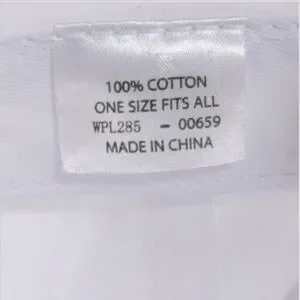 100% COTTON
ONE SIZE FITS ALL
WPL285 - 00659
MADE IN CHINA